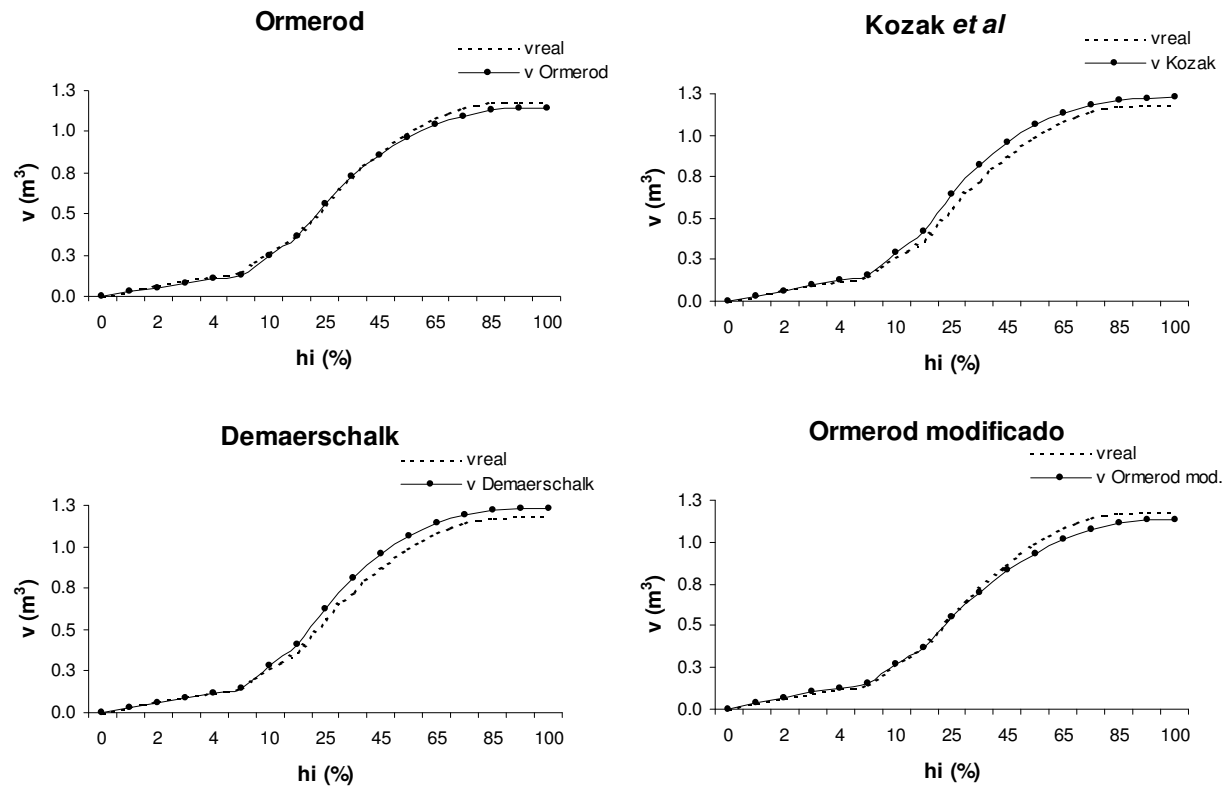 Ormerod
vreal
v Ormerod
1.3
1.0
0.8
0.5
0.3
0.0
v (m³)
0 2 4 10 25 45 65 85 100
hi (%)
Kozak et al
vreal
v Kozak
1.3
1.0
0.8
0.5
0.3
0.0
v (m³)
0 2 4 10 25 45 65 85 100
hi (%)
Demaerschalk
vreal
v Demaerschalk
1.3
1.0
0.8
0.5
0.3
0.0
v (m³)
0 2 4 10 25 45 65 85 100
hi (%)
Ormerod modificado
vreal
v Ormerod mod.
1.3
1.0
0.8
0.5
0.3
0.0
v (m³)
0 2 4 10 25 45 65 85 100
hi (%)